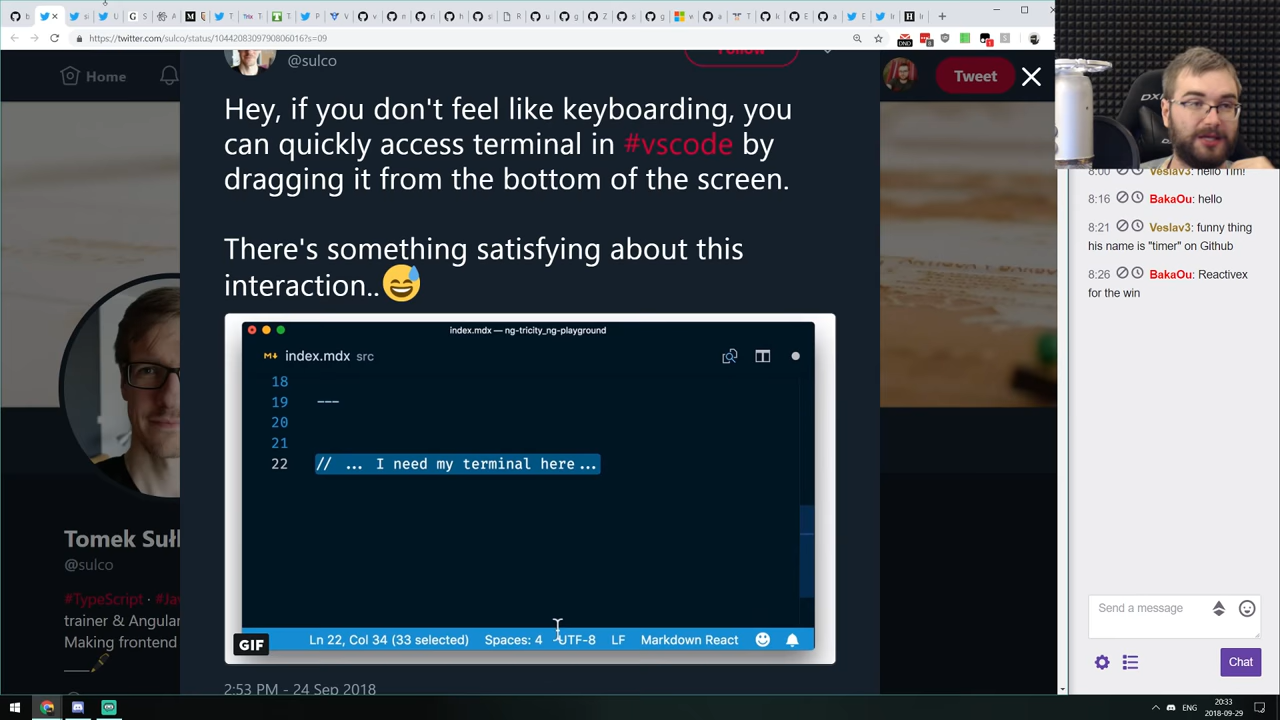 https://twitter.com/sulco/status/1044208309790806016?s=09
Home
@sulco
Follow
Tweet
Hey, if you don't feel like keyboarding, you
can quickly access terminal in #vscode by
dragging it from the bottom of the screen.
There's something satisfying about this
interaction..😅
index.mdx — ng-tricity_ng-playground
index.mdx src
18
19 ---
20
21
22 // ... I need my terminal here...
GIF
Ln 22, Col 34 (33 selected) Spaces: 4 UTF-8 LF Markdown React
2:53 PM - 24 Sep 2018
Tomek Suł
@sulco
#TypeScript · #Ja
trainer & Angular
Making frontend
8:00 Veslav3: hello Tim!
8:16 BakaOu: hello
8:21 Veslav3: funny thing
his name is "timer" on Github
8:26 BakaOu: Reactivex
for the win
Send a message
Chat
ENG
20:33
2018-09-29